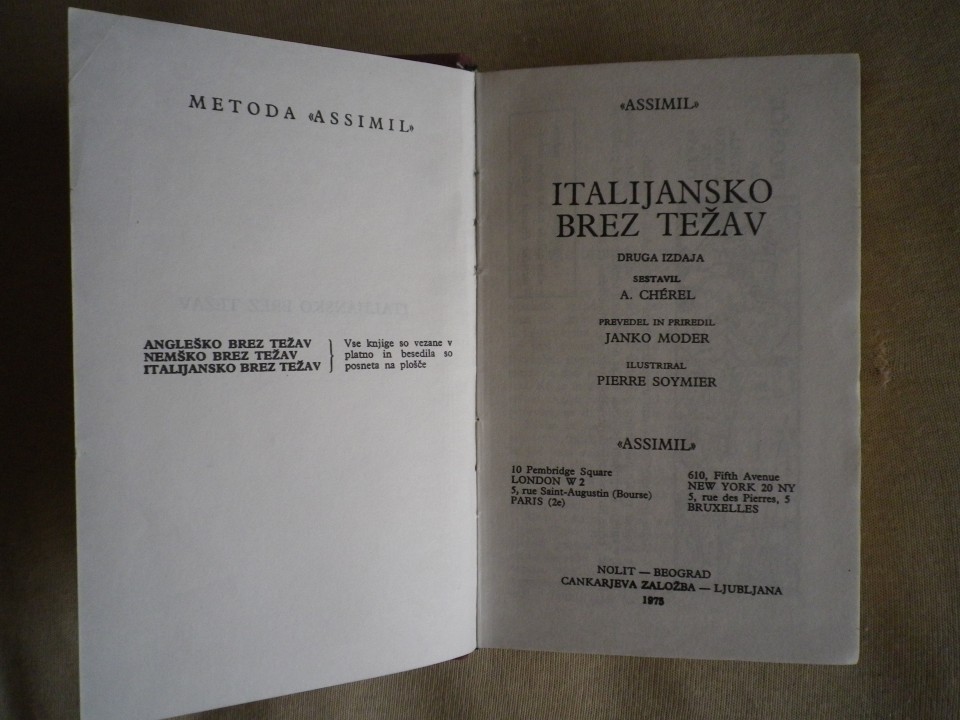 METODA «ASSIMIL»
ANGLEŠKO BREZ TEŽAV
NEMŠKO BREZ TEŽAV
ITALIJANSKO BREZ TEŽAV
Vse knjige so vezane v
platno in besedila so
posneta na plošče
«ASSIMIL»
ITALIJANSKO
BREZ TEŽAV
DRUGA IZDAJA
SESTAVIL
A. CHÉREL
PREVEDEL IN PRIREDIL
JANKO MODER
ILUSTRIRAL
PIERRE SOYMIER
«ASSIMIL»
10 Pembridge Square
LONDON W 2
5, rue Saint-Augustin (Bourse)
PARIS (2e)
610, Fifth Avenue
NEW YORK 20 NY
5, rue des Pierres, 5
BRUXELLES
NOLIT — BEOGRAD
CANKARJEVA ZALOŽBA — LJUBLJANA
1975